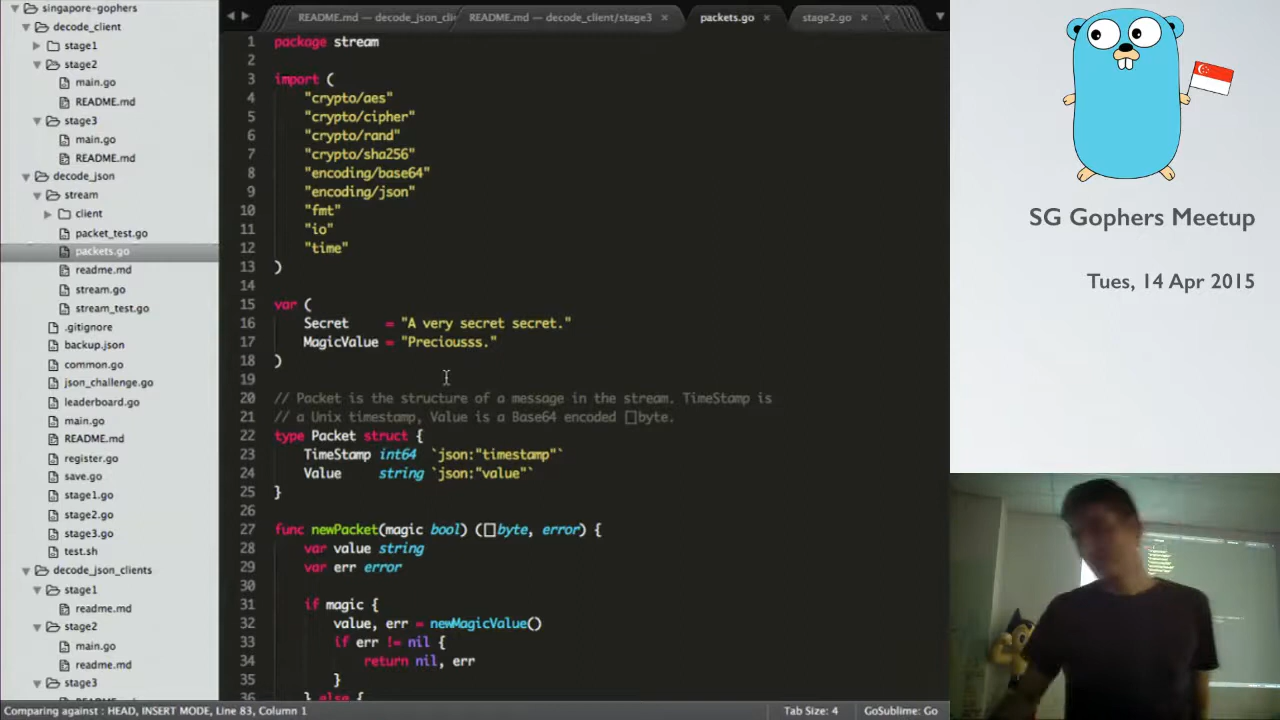 singapore-gophers
decode_client
stage1
stage2
main.go
README.md
stage3
main.go
README.md
decode_json
stream
client
packet_test.go
packets.go
readme.md
stream.go
stream_test.go
.gitignore
backup.json
common.go
json_challenge.go
leaderboard.go
main.go
README.md
register.go
save.go
stage1.go
stage2.go
stage3.go
test.sh
decode_json_clients
stage1
readme.md
stage2
main.go
readme.md
stage3
README.md — decode_json_cli
README.md — decode_client/stage3 ×
packets.go ×
stage2.go ×
1 package stream
2
3 import (
4 "crypto/aes"
5 "crypto/cipher"
6 "crypto/rand"
7 "crypto/sha256"
8 "encoding/base64"
9 "encoding/json"
10 "fmt"
11 "io"
12 "time"
13 )
14
15 var (
16 Secret = "A very secret secret."
17 MagicValue = "Preciousss."
18 )
19
20 // Packet is the structure of a message in the stream. TimeStamp is
21 // a Unix timestamp, Value is a Base64 encoded []byte.
22 type Packet struct {
23 TimeStamp int64 `json:"timestamp"`
24 Value string `json:"value"`
25 }
26
27 func newPacket(magic bool) ([]byte, error) {
28 var value string
29 var err error
30
31 if magic {
32 value, err = newMagicValue()
33 if err != nil {
34 return nil, err
35 }
36 } else {
Comparing against : HEAD, INSERT MODE, Line 83, Column 1
Tab Size: 4
GoSublime: Go
SG Gophers Meetup
Tues, 14 Apr 2015